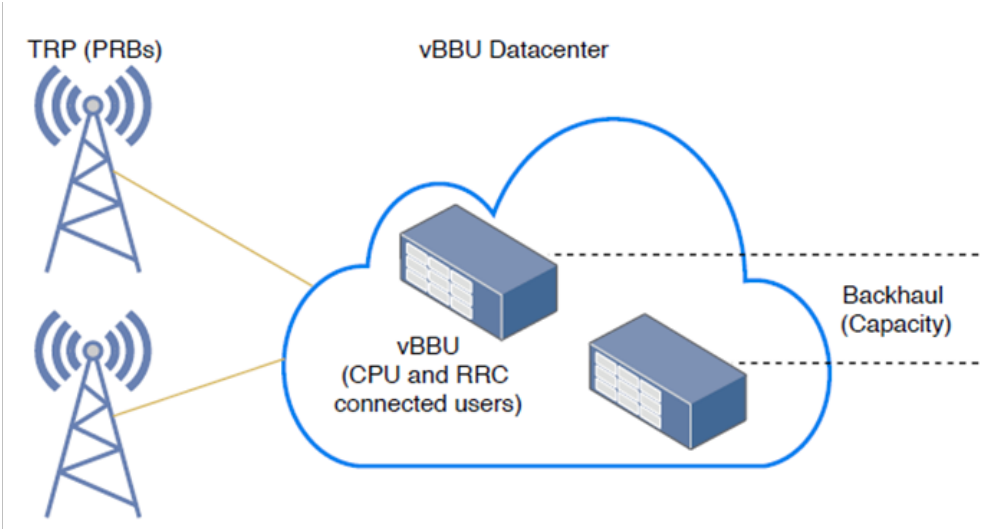 TRP (PRBs)
vBBU Datacenter
Backhaul
(Capacity)
vBBU
(CPU and RRC
connected users)